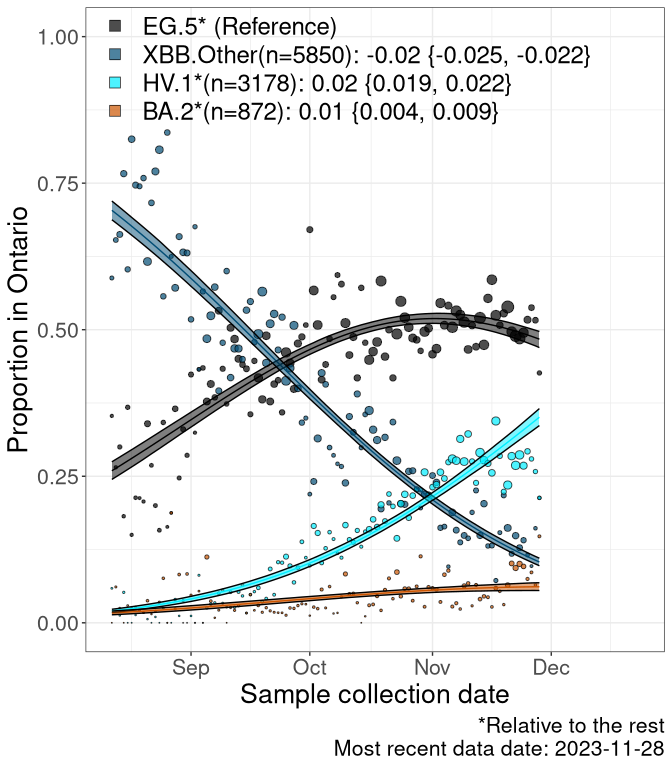 EG.5* (Reference)
XBB.Other(n=5850): -0.02 {-0.025, -0.022}
HV.1*(n=3178): 0.02 {0.019, 0.022}
BA.2*(n=872): 0.01 {0.004, 0.009}
1.00
0.75
0.50
0.25
0.00
Proportion in Ontario
Sep Oct Nov Dec
Sample collection date
*Relative to the rest
Most recent data date: 2023-11-28